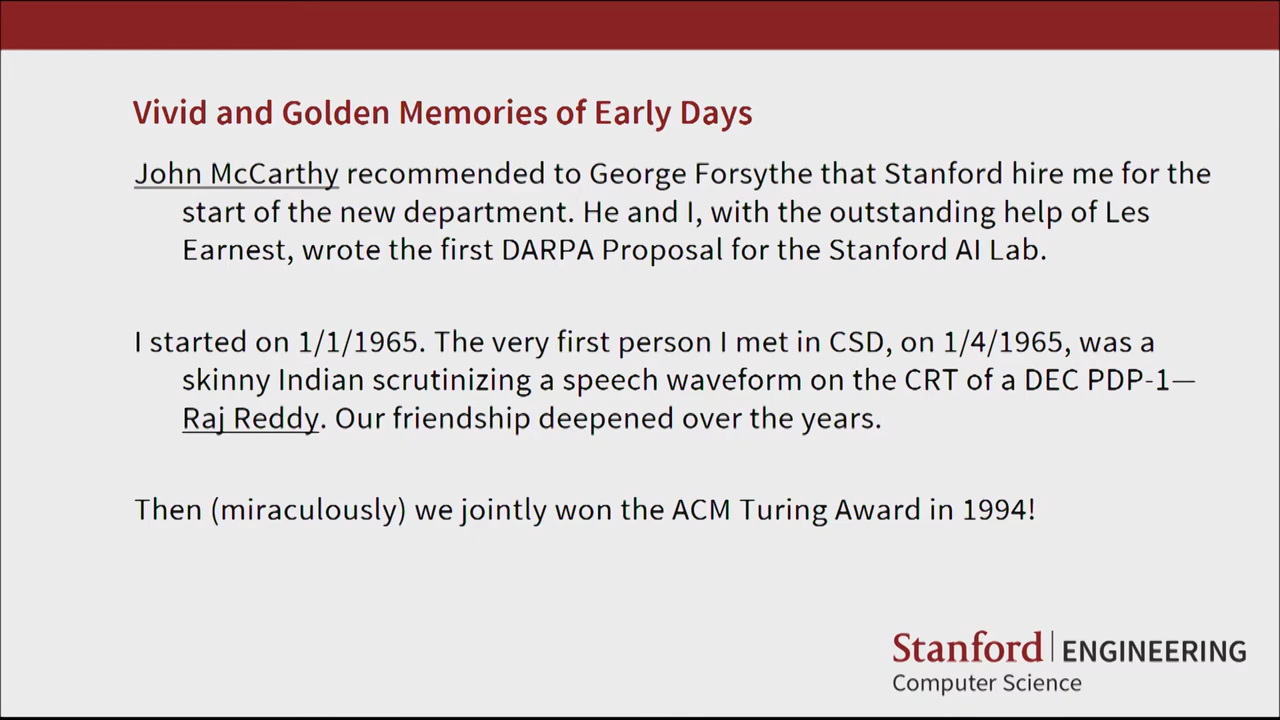 Vivid and Golden Memories of Early Days
John McCarthy recommended to George Forsythe that Stanford hire me for the
start of the new department. He and I, with the outstanding help of Les
Earnest, wrote the first DARPA Proposal for the Stanford AI Lab.
I started on 1/1/1965. The very first person I met in CSD, on 1/4/1965, was a
skinny Indian scrutinizing a speech waveform on the CRT of a DEC PDP-1—
Raj Reddy. Our friendship deepened over the years.
Then (miraculously) we jointly won the ACM Turing Award in 1994!
Stanford | ENGINEERING
Computer Science